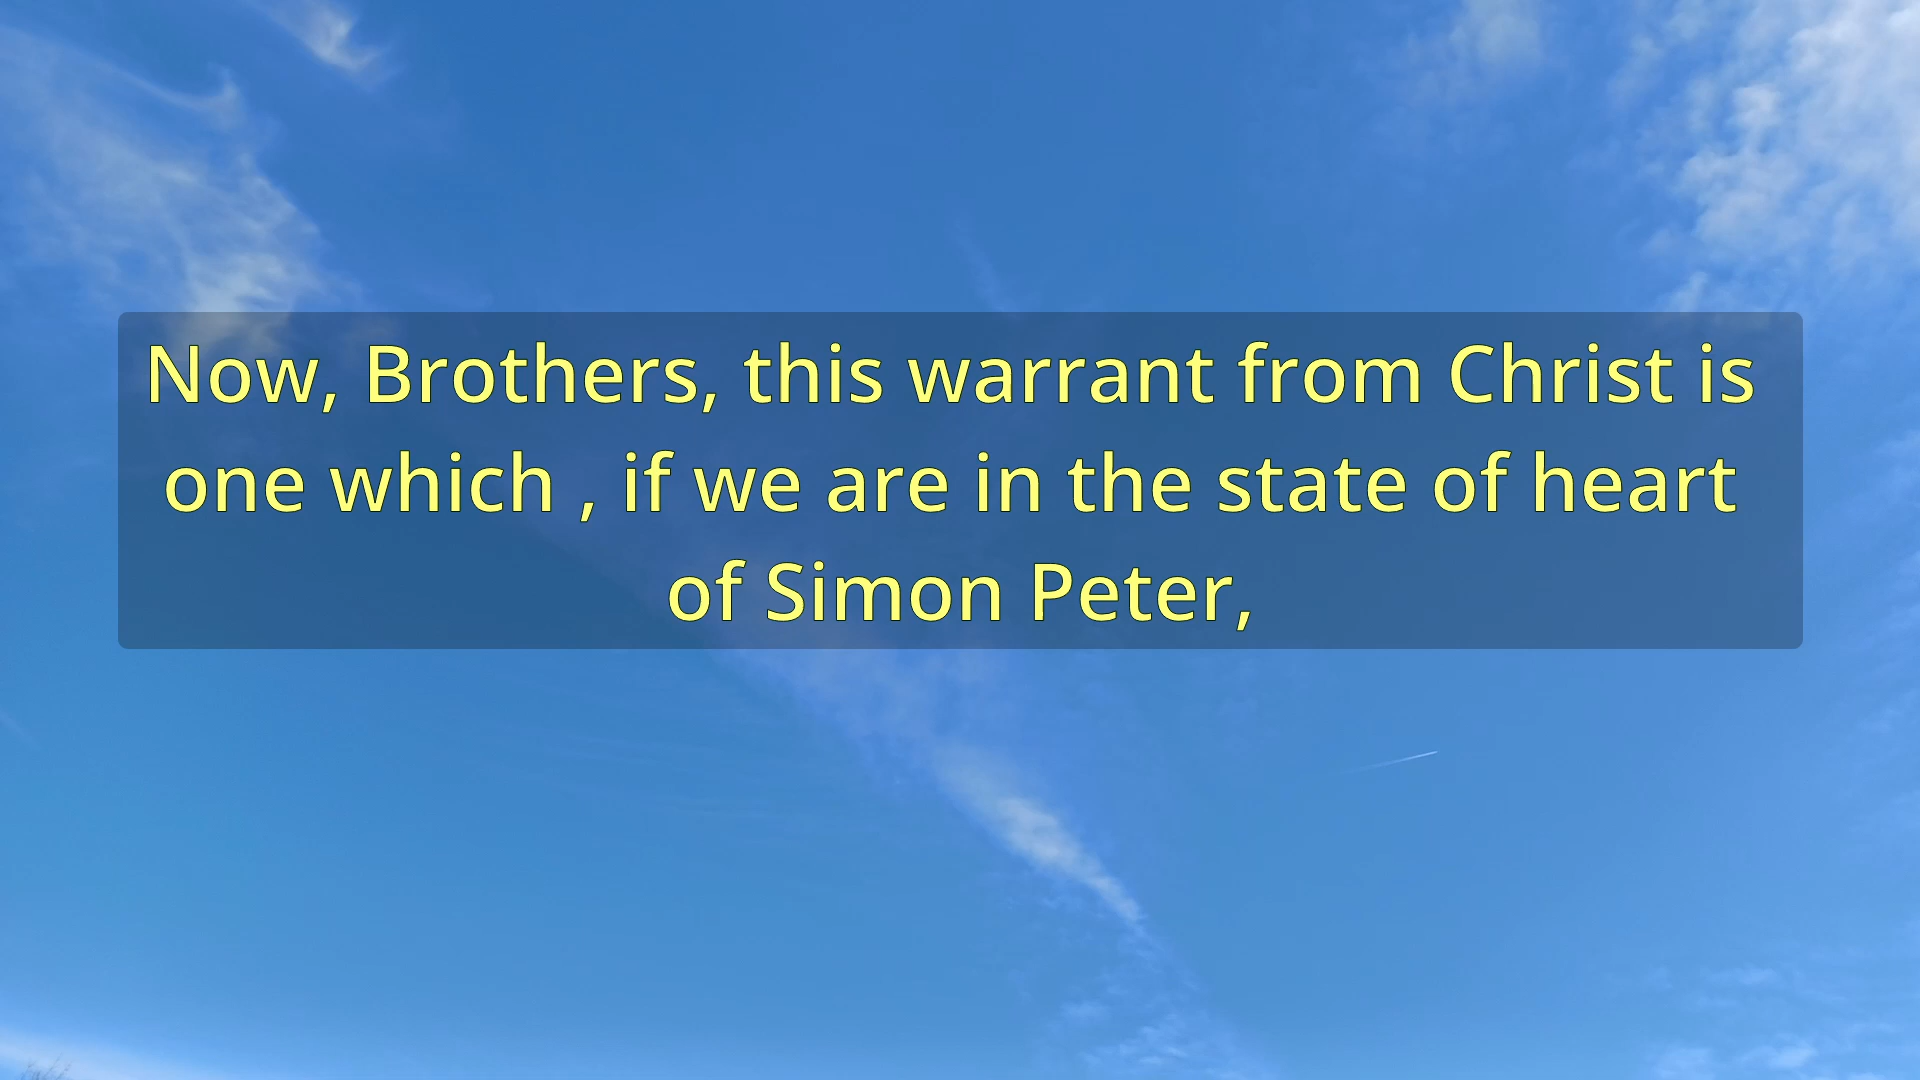 Now, Brothers, this warrant from Christ is
one which , if we are in the state of heart
of Simon Peter,